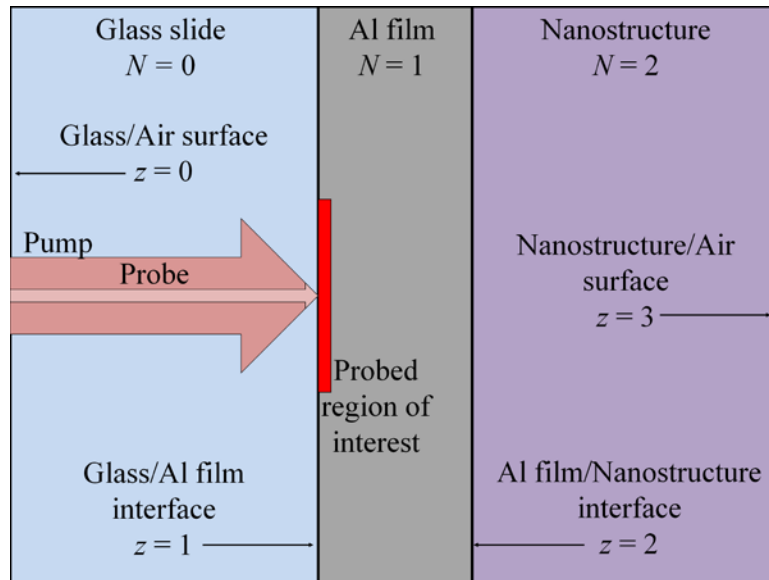 Glass slide
N = 0
Al film
N = 1
Nanostructure
N = 2
Glass/Air surface
z = 0
Pump
Probe
Nanostructure/Air
surface
z = 3
Probed
region of
interest
Glass/Al film
interface
z = 1
Al film/Nanostructure
interface
z = 2